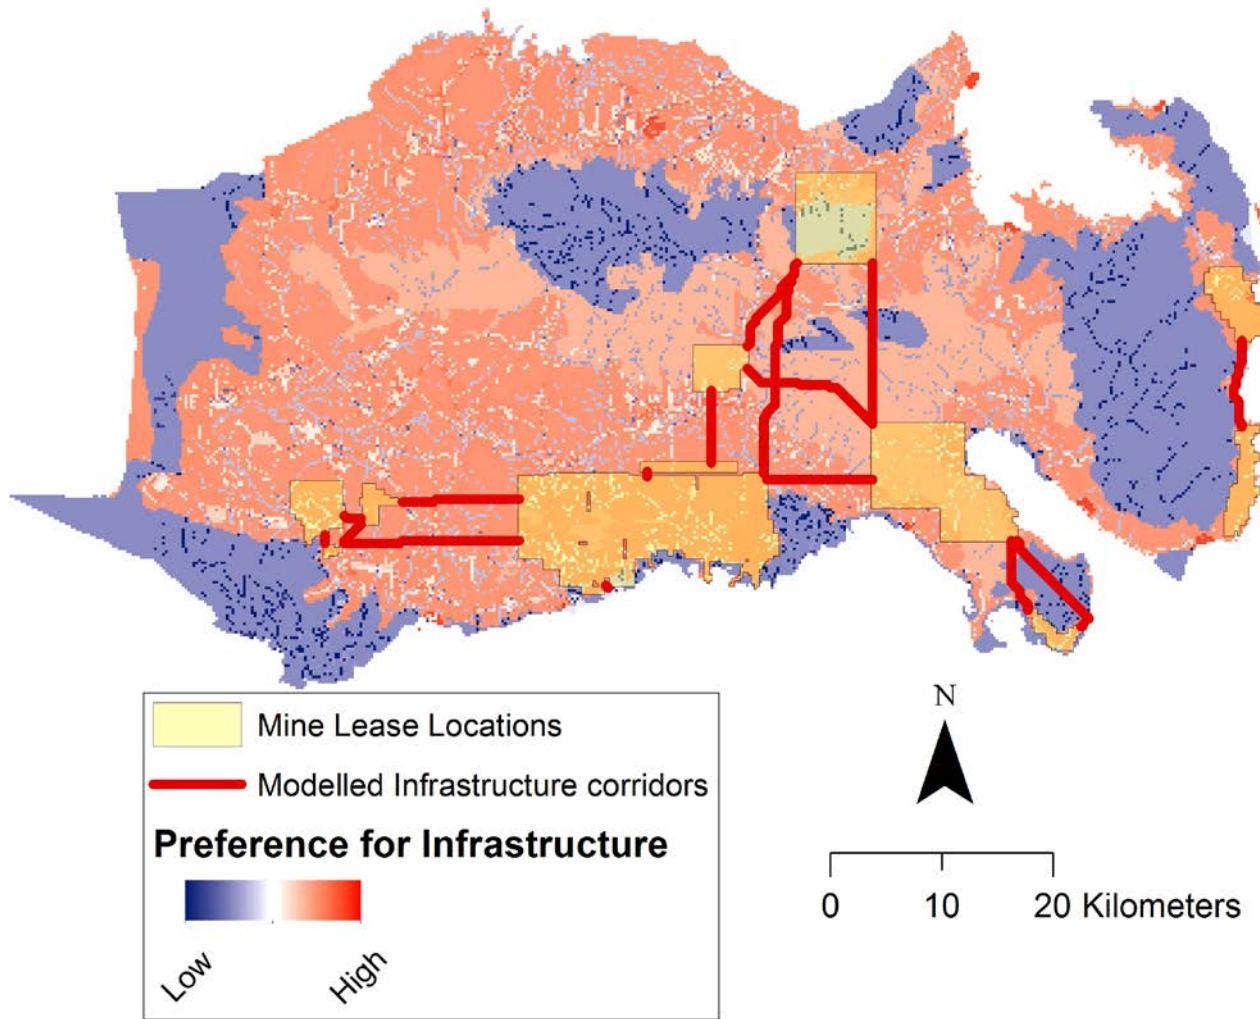 Mine Lease Locations
Modelled Infrastructure corridors
Preference for Infrastructure
Low
High
N
0 10 20 Kilometers